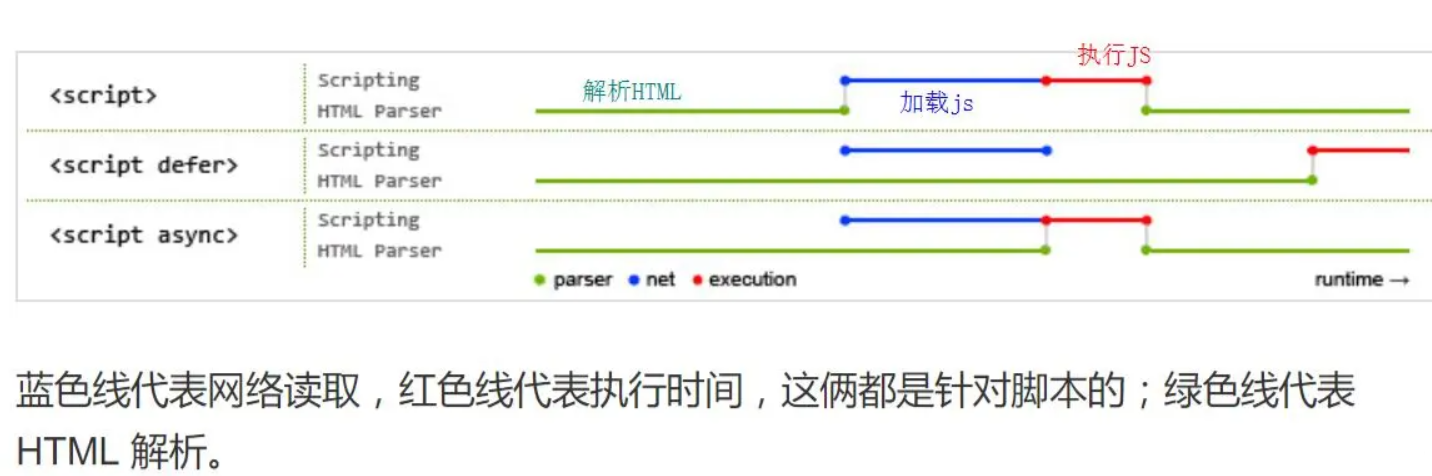 执行JS
<script> Scripting 解析HTML 加载js
HTML Parser
<script defer> Scripting
HTML Parser
<script async> Scripting
HTML Parser
parser net execution runtime →
蓝色线代表网络读取，红色线代表执行时间，这俩都是针对脚本的；绿色线代表
HTML 解析。